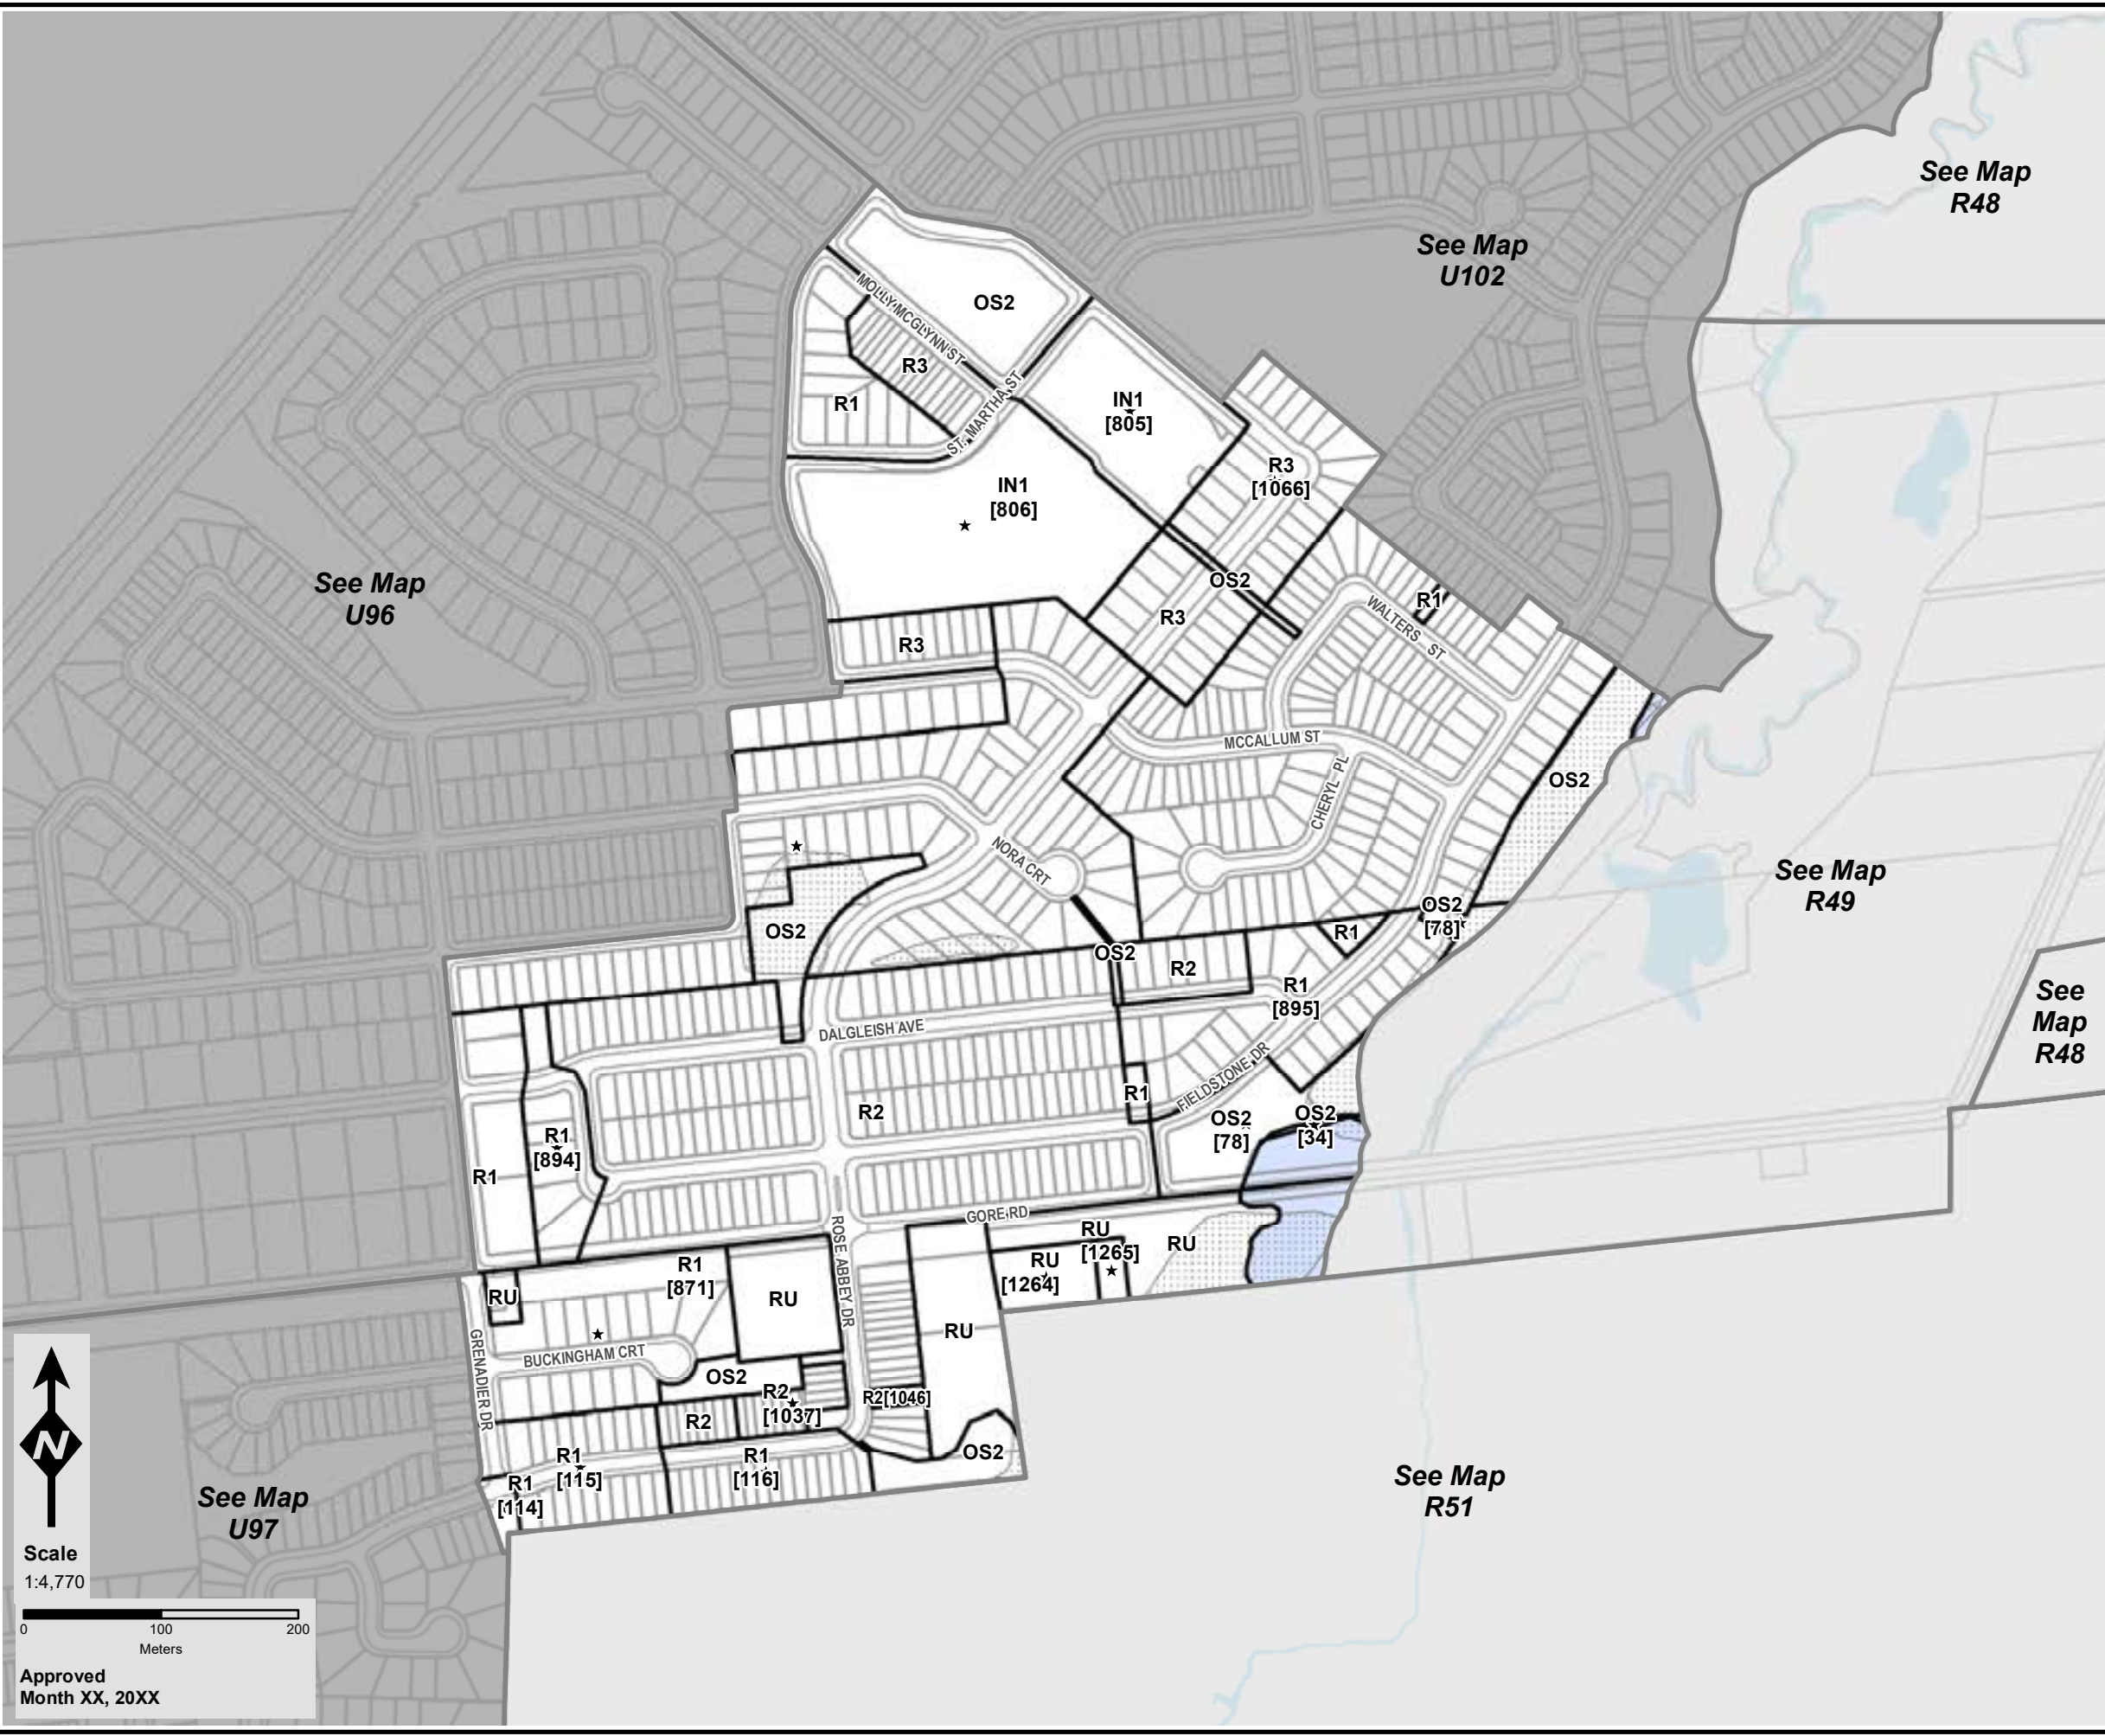 See Map
R48
See Map
U102
OS2
MOLLY MCGLYNN ST
R3
R1
ST. MARTHA ST
IN1
[805]
R3
[1066]
IN1
[806]
See Map
U96
OS2
R1
WALTERS ST
R3
R3
MCCALLUM ST
OS2
CHERYL PL
NORA CRT
See Map
R49
OS2
[78]
OS2
R1
OS2
R2
R1
[895]
See
Map
R48
DALGLEISH AVE
FIELDSTONE DR
R1
R2
OS2
[78]
OS2
[34]
R1
[894]
R1
GORE RD
ROSE ABBEY DR
RU
[1265]
RU
RU
[1264]
R1
[871]
RU
RU
RU
GRENADIER DR
BUCKINGHAM CRT
OS2
R2
[1037]
R2[1046]
R2
OS2
R1
[115]
R1
[116]
R1
[114]
See Map
R51
See Map
U97
N
Scale
1:4,770
0 100 200
Meters
Approved
Month XX, 20XX